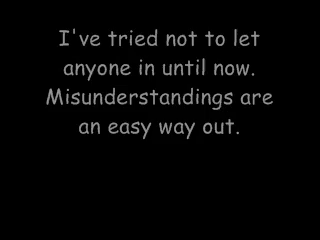 I've tried not to let
anyone in until now.
Misunderstandings are
an easy way out.